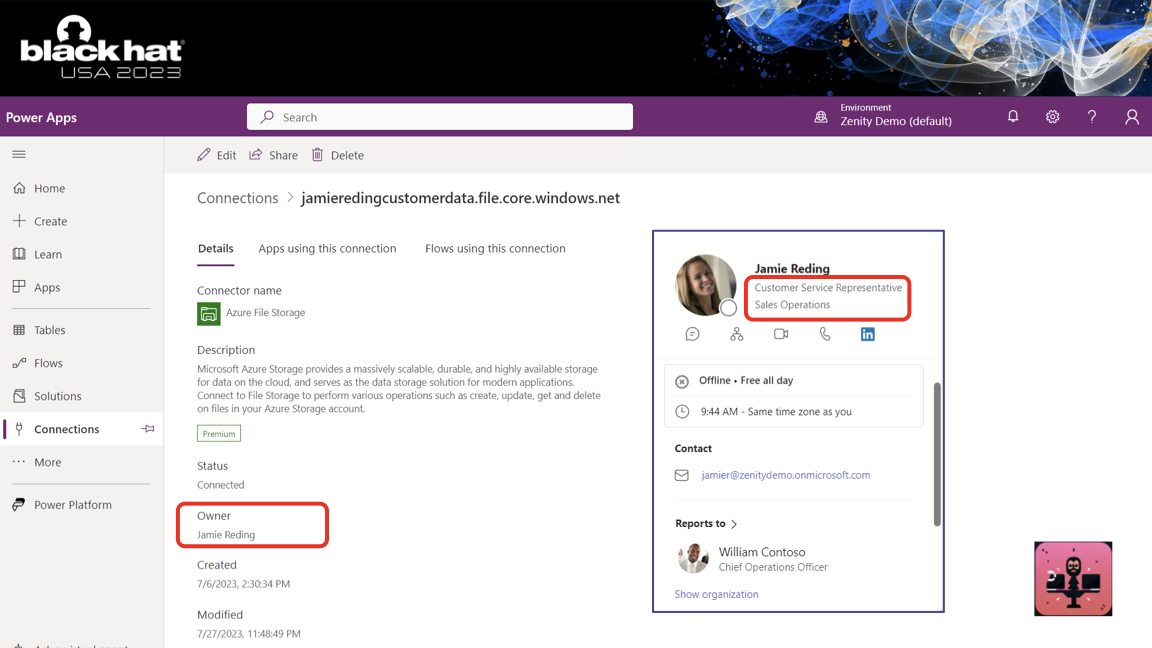 black hat
USA 2023
Power Apps
Search
Environment
Zenity Demo (default)
Edit
Share
Delete
Home
Create
Learn
Apps
Tables
Flows
Solutions
Connections
More
Power Platform
Connections > jamieredingcustomerdata.file.core.windows.net
Details
Apps using this connection
Flows using this connection
Connector name
Azure File Storage
Description
Microsoft Azure Storage provides a massively scalable, durable, and highly available storage
for data on the cloud, and serves as the data storage solution for modern applications.
Connect to File Storage to perform various operations such as create, update, get and delete
on files in your Azure Storage account.
Premium
Status
Connected
Owner
Jamie Reding
Created
7/6/2023, 2:30:34 PM
Modified
7/27/2023, 11:48:49 PM
Jamie Reding
Customer Service Representative
Sales Operations
in
Offline • Free all day
9:44 AM - Same time zone as you
Contact
jamier@zenitydemo.onmicrosoft.com
Reports to >
William Contoso
Chief Operations Officer
Show organization